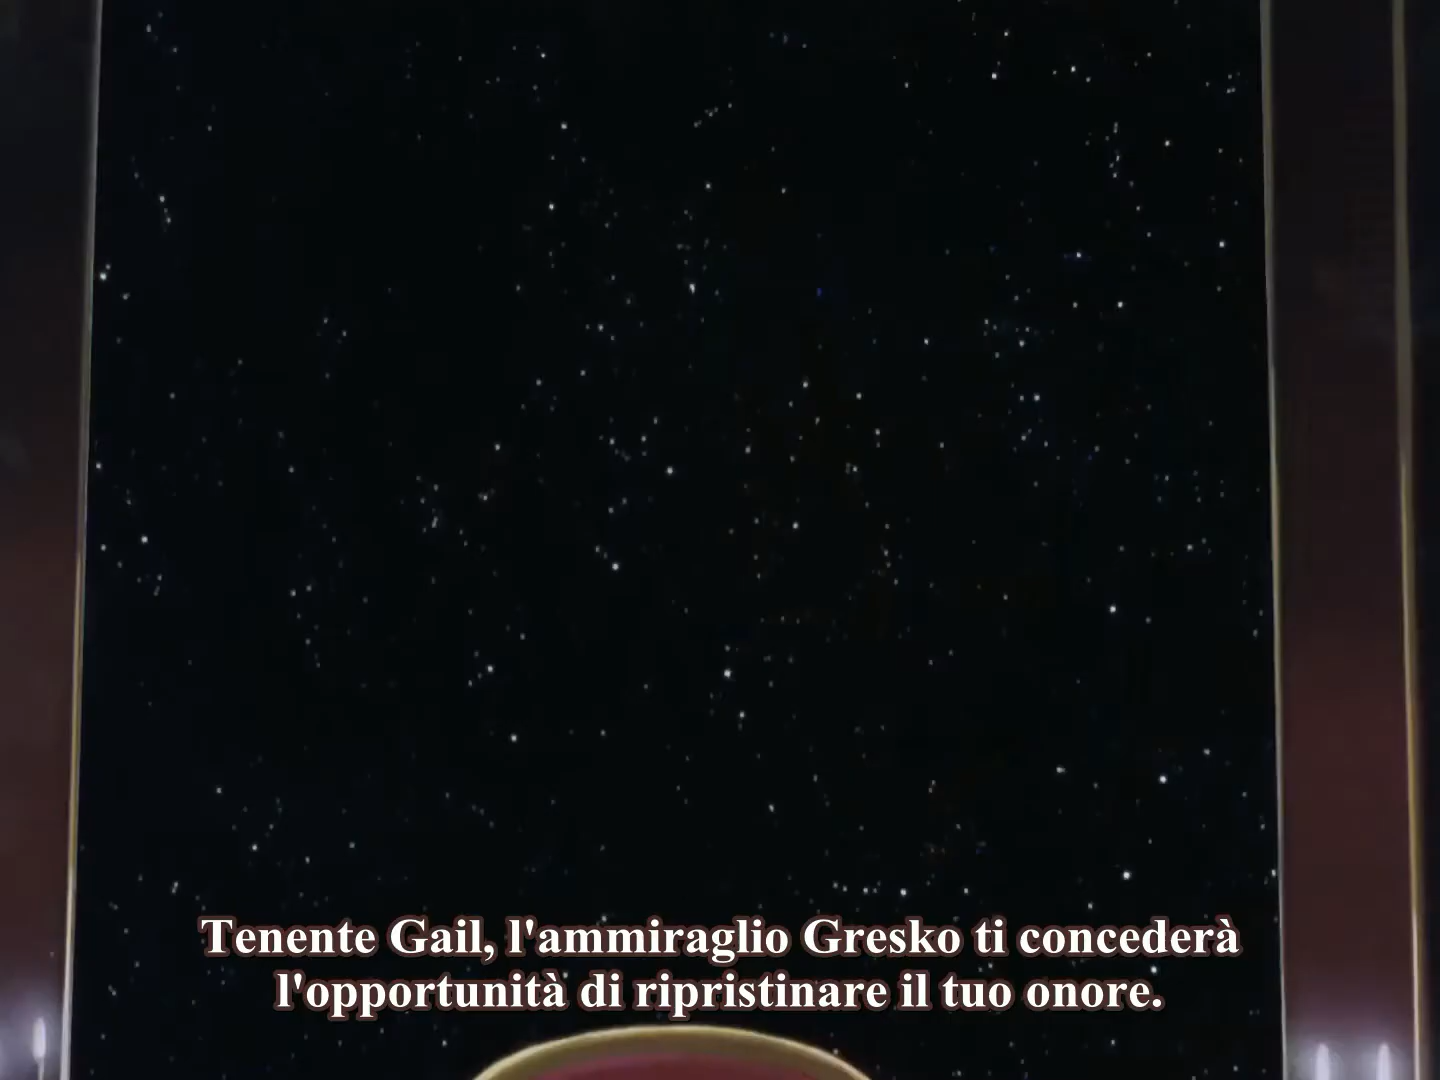 Tenente Gail, l'ammiraglio Gresko ti concederà
l'opportunità di ripristinare il tuo onore.